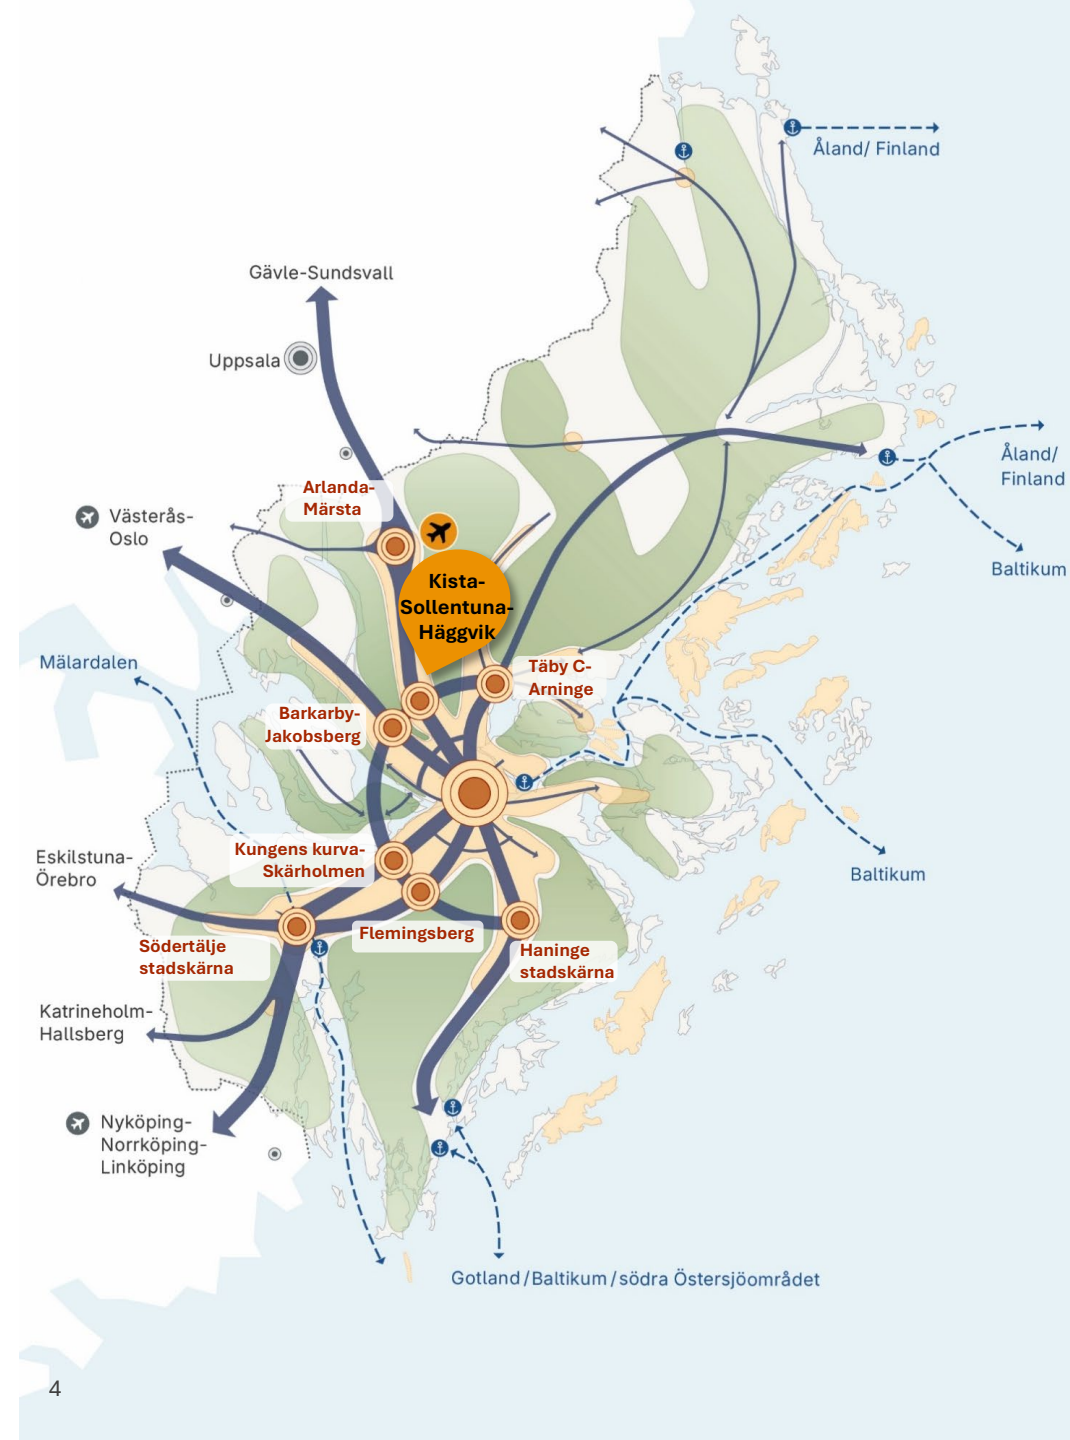 Åland/ Finland
Gävle-Sundsvall
Uppsala
Åland/
Finland
Arlanda-
Märsta
Västerås-
Oslo
Baltikum
Kista-
Sollentuna-
Häggvik
Mälardalen
Täby C-
Arninge
Barkarby-
Jakobsberg
Kungens kurva-
Skärholmen
Eskilstuna-
Örebro
Baltikum
Flemingsberg
Södertälje
stadskärna
Haninge
stadskärna
Katrineholm-
Hallsberg
Nyköping-
Norrköping-
Linköping
Gotland/Baltikum/södra Östersjöområdet
4